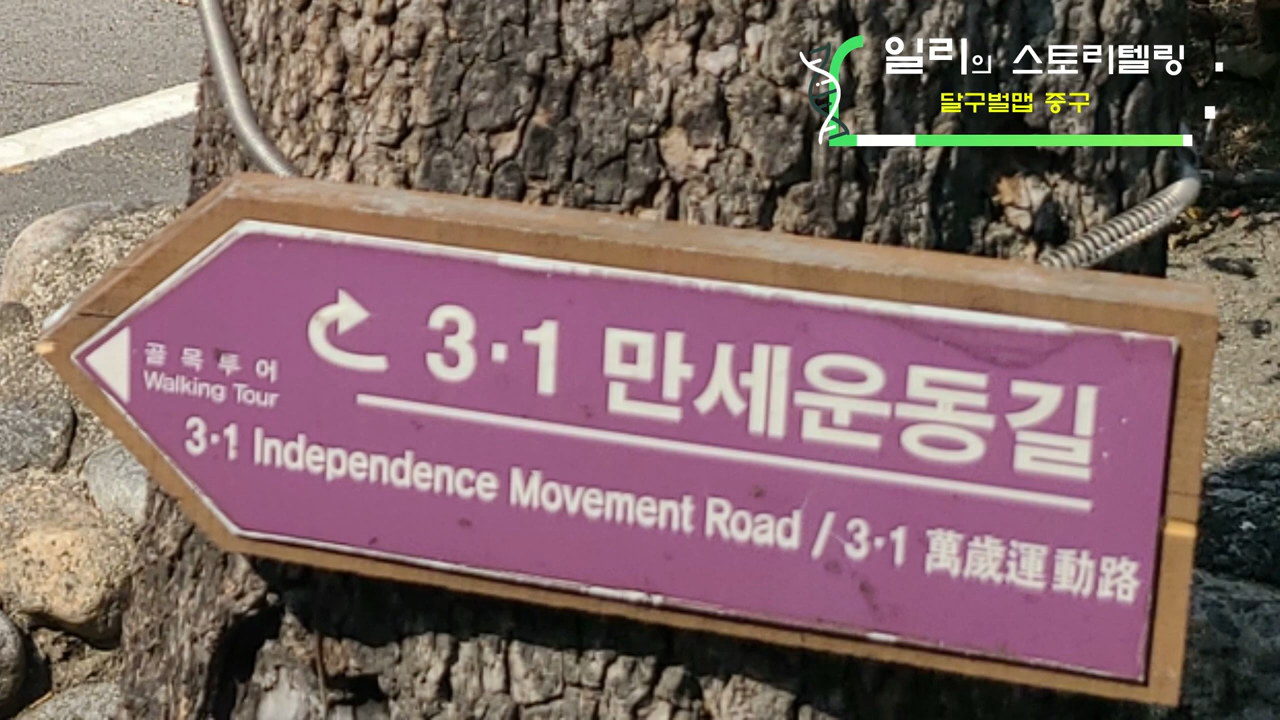 일리의 스토리텔링
달구벌맵 중구
3·1 만세운동길
골목투어
Walking Tour
3·1 Independence Movement Road / 3·1 萬歲運動路